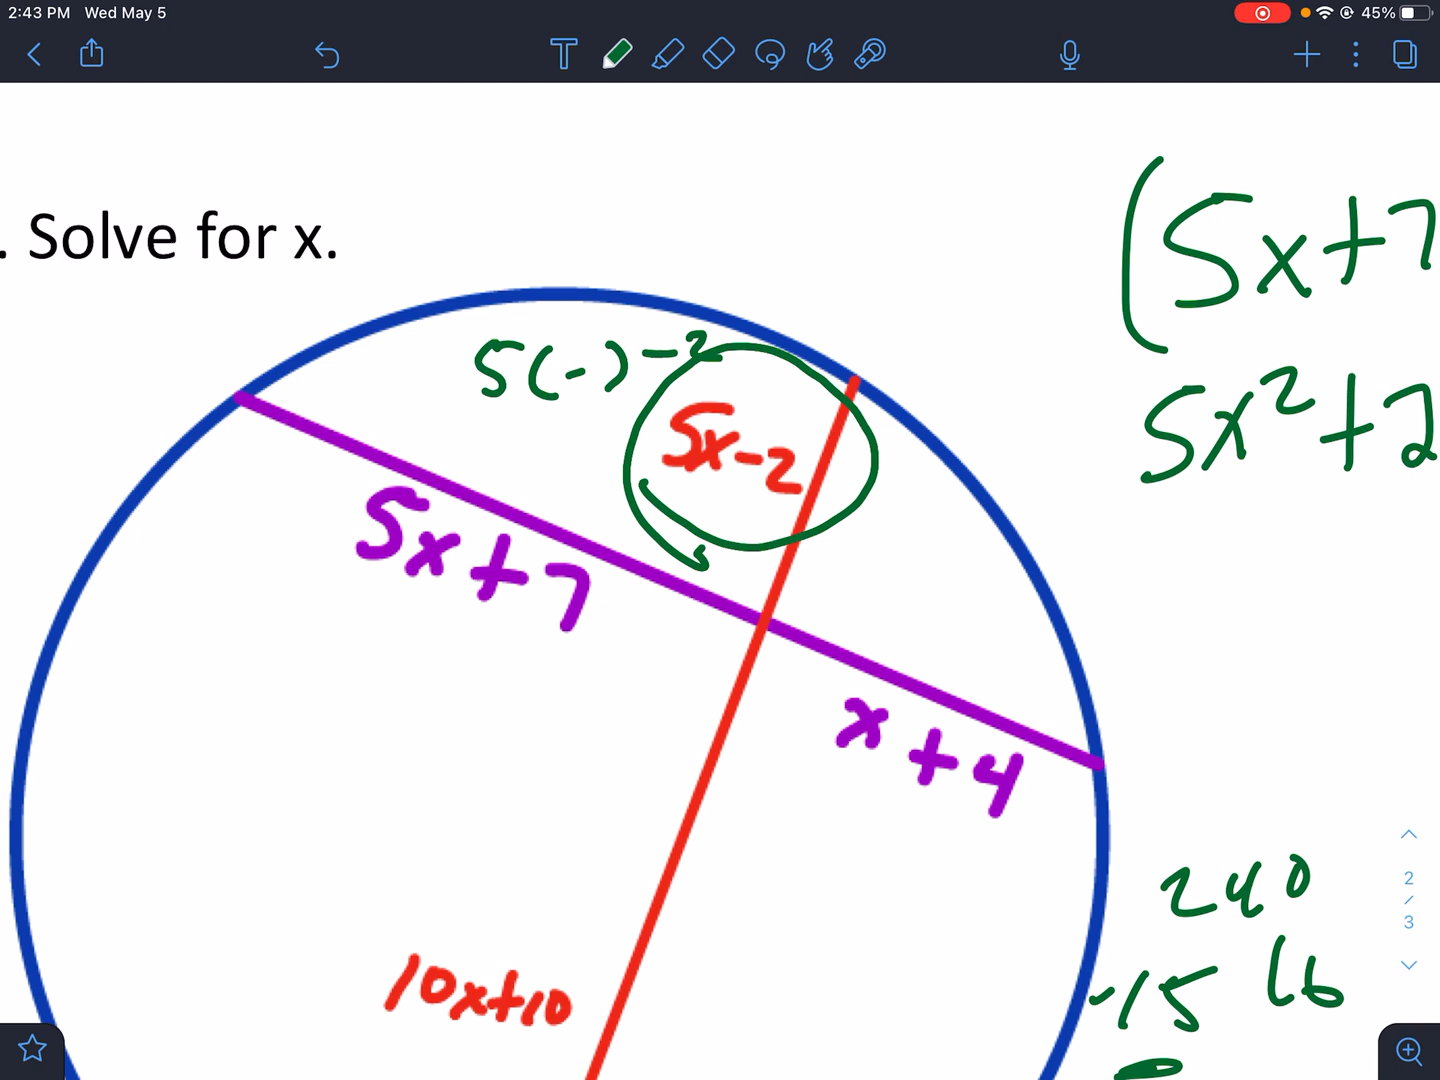 2:43 PM Wed May 5
45%
T
. Solve for x.
(5x+7
5x²+2
5(-)-2
5x-2
5x+7
x+4
10x+10
240
-15 16
2
/
3